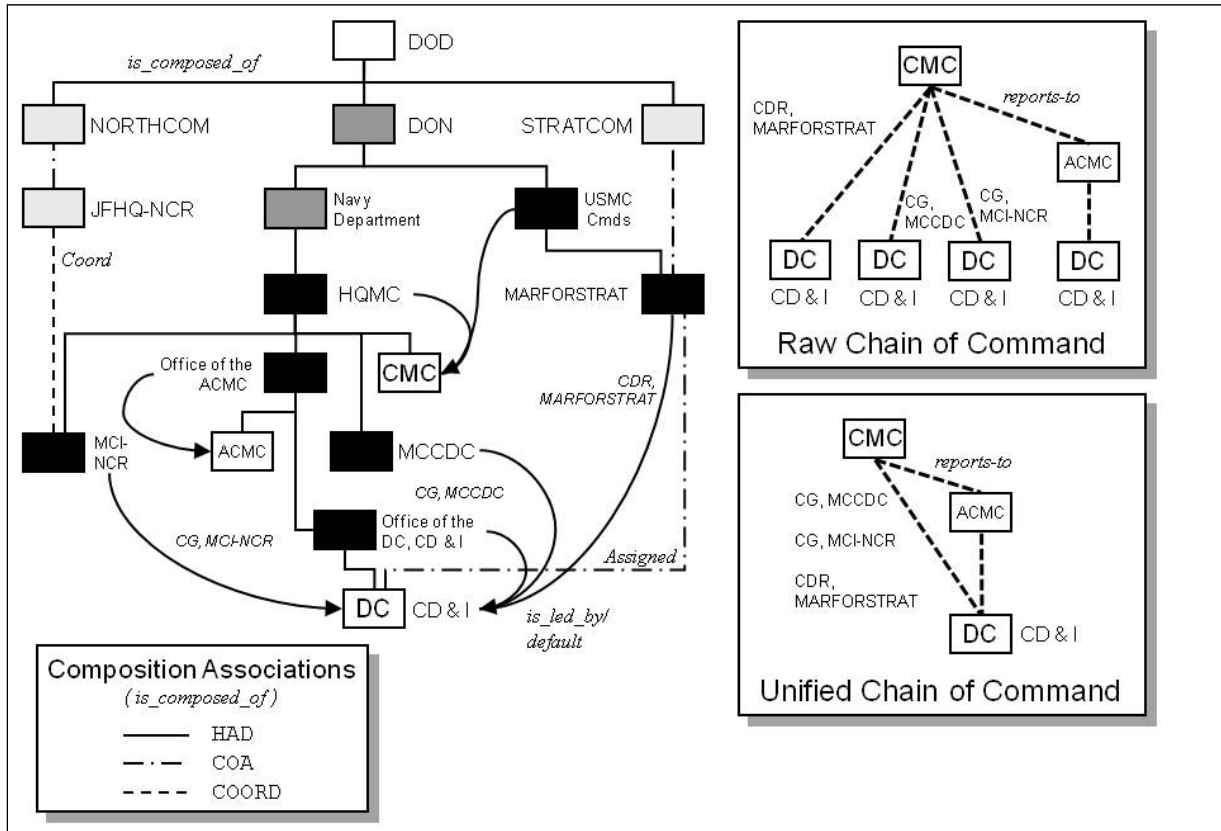 DOD
is_composed_of
NORTHCOM
DON
STRATCOM
JFHQ-NCR
Navy
Department
USMC
Cmds
Coord
HQMC
MARFORSTRAT
Office of the
ACMC
CMC
CDR,
MARFORSTRAT
MCI-
NCR
ACMC
MCCDC
CG, MCCDC
CG, MCI-NCR
Office of the
DC, CD & I
Assigned
DC
CD & I
is_led_by/
default
Composition Associations
(is_composed_of)
HAD
COA
COORD
CMC
reports-to
CDR,
MARFORSTRAT
ACMC
CG,
MCCDC
CG,
MCI-NCR
DC
DC
DC
DC
CD & I
CD & I
CD & I
CD & I
Raw Chain of Command
CMC
reports-to
CG, MCCDC
ACMC
CG, MCI-NCR
CDR,
MARFORSTRAT
DC
CD & I
Unified Chain of Command